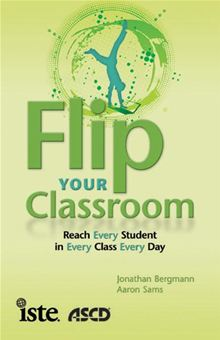 Flip
YOUR
Classroom
Reach Every Student
in Every Class Every Day
Jonathan Bergmann
Aaron Sams
iste. ASCD